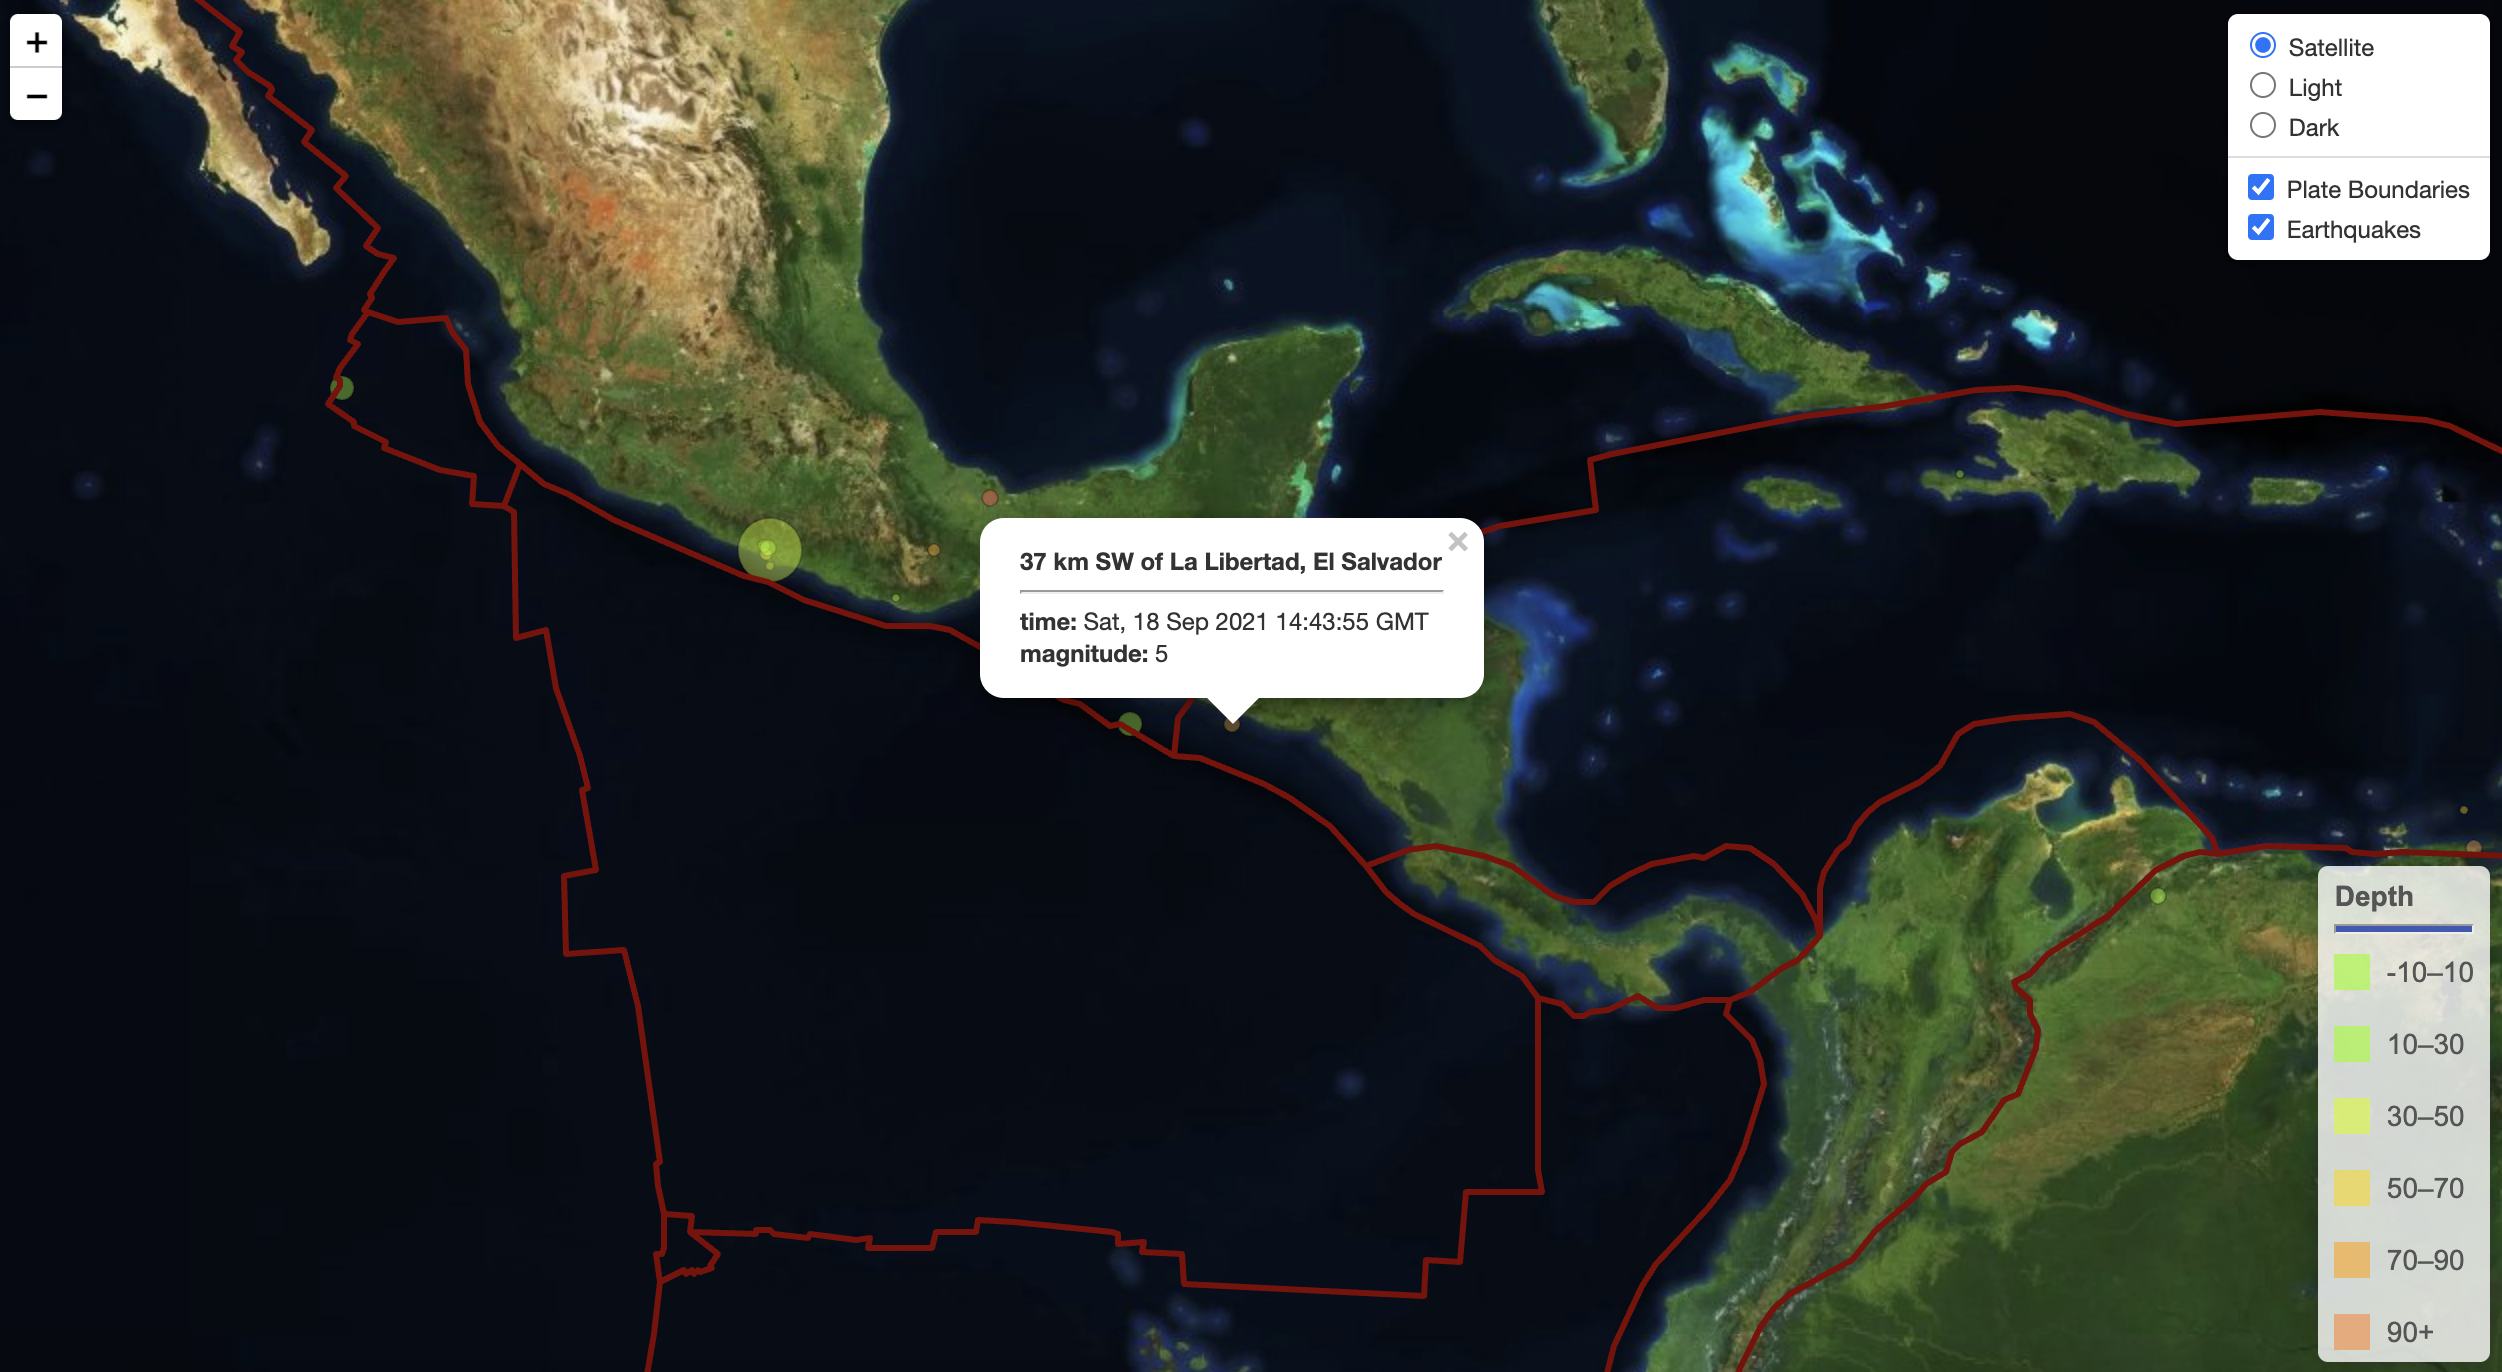 +
−
Satellite
Light
Dark
Plate Boundaries
Earthquakes
×
37 km SW of La Libertad, El Salvador
time: Sat, 18 Sep 2021 14:43:55 GMT
magnitude: 5
Depth
-10–10
10–30
30–50
50–70
70–90
90+